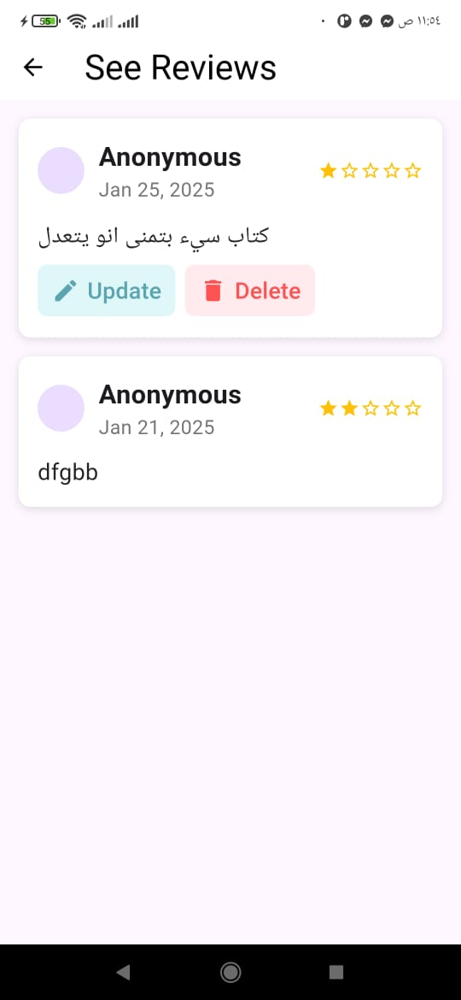 55
ص ١١:٥٤
See Reviews
Anonymous
Jan 25, 2025
كتاب سيء بتمنى انو يتعدل
Update
Delete
Anonymous
Jan 21, 2025
dfgbb